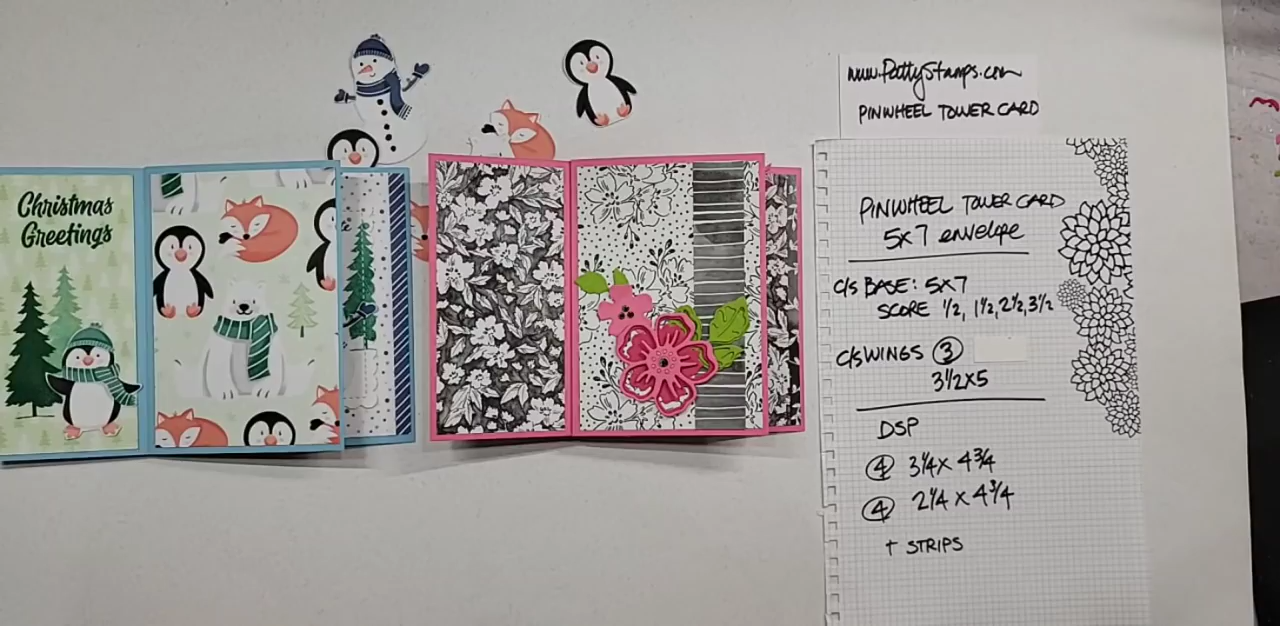 Christmas
Greetings
www.PattyStamps.com
PINWHEEL TOWER CARD
PINWHEEL TOWER CARD
5x7 envelope
C/S BASE: 5x7
SCORE 1/2, 1 1/2, 2 1/2, 3 1/2
C/S WINGS ③
3 1/2 x 5
DSP
④ 3 1/4 x 4 3/4
④ 2 1/4 x 4 3/4
+ STRIPS